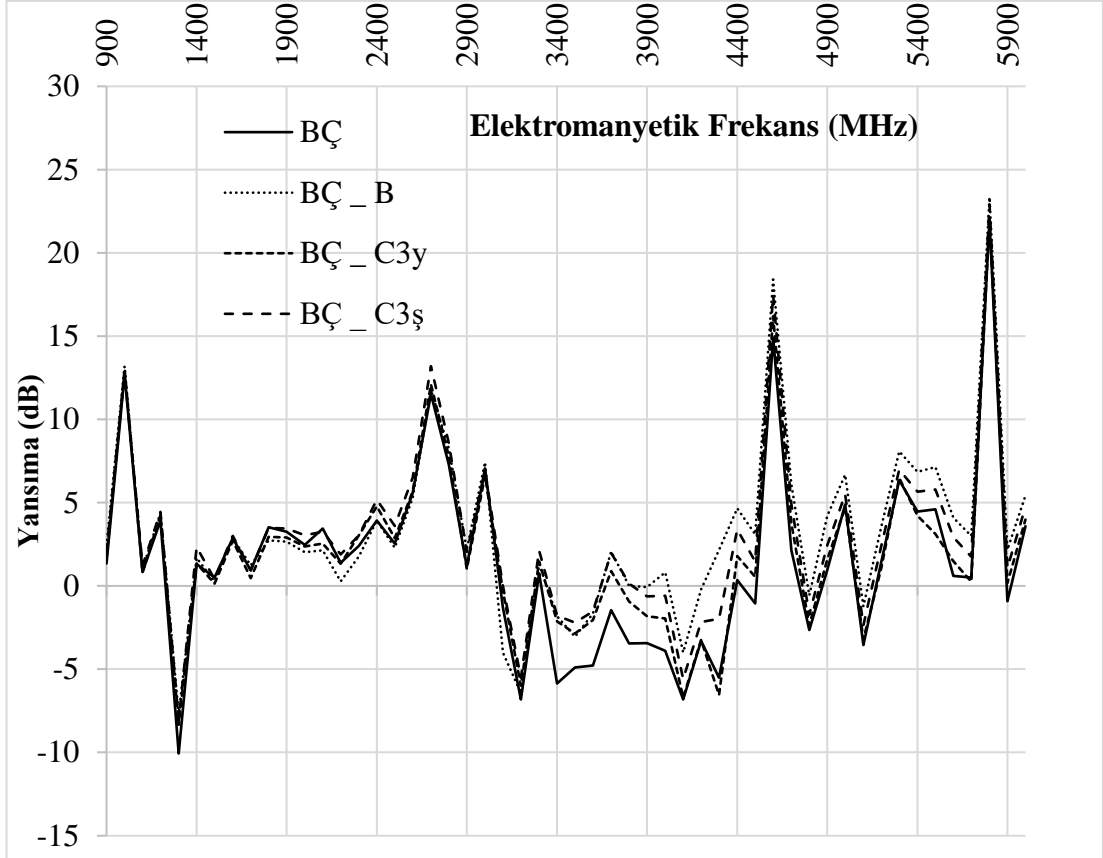 900 1400 1900 2400 2900 3400 3900 4400 4900 5400 5900
30
25
20
15
10
5
0
-5
-10
-15
Yansıma (dB)
Elektromanyetik Frekans (MHz)
BÇ
BÇ _ B
BÇ _ C3y
BÇ _ C3ş